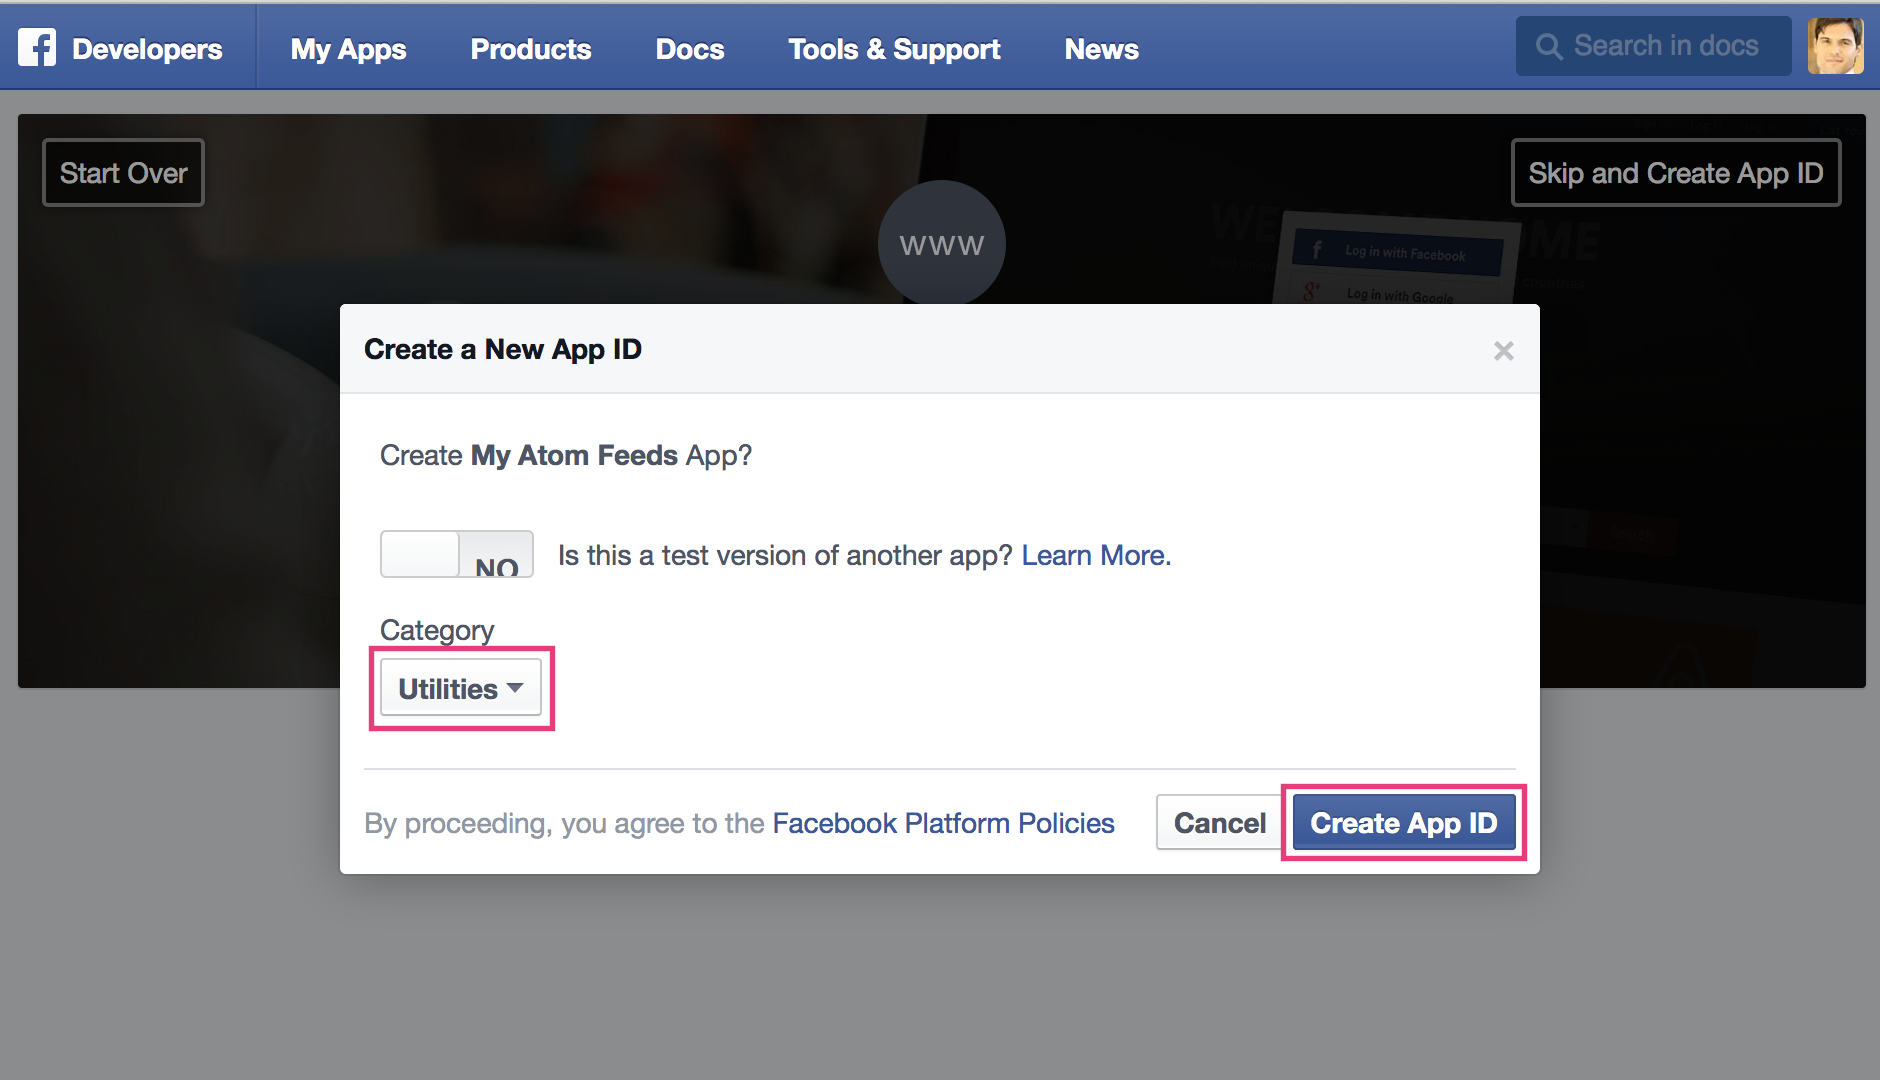 Developers My Apps Products Docs Tools & Support News Search in docs
Start Over
Skip and Create App ID
www
Log in with Facebook
Log in with Google
Create a New App ID
Create My Atom Feeds App?
NO Is this a test version of another app? Learn More.
Category
Utilities
By proceeding, you agree to the Facebook Platform Policies Cancel Create App ID